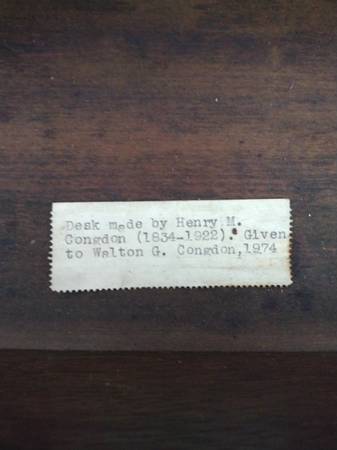 Desk made by Henry M.
Congdon (1834-1922). Given
to Walton G. Congdon,1974